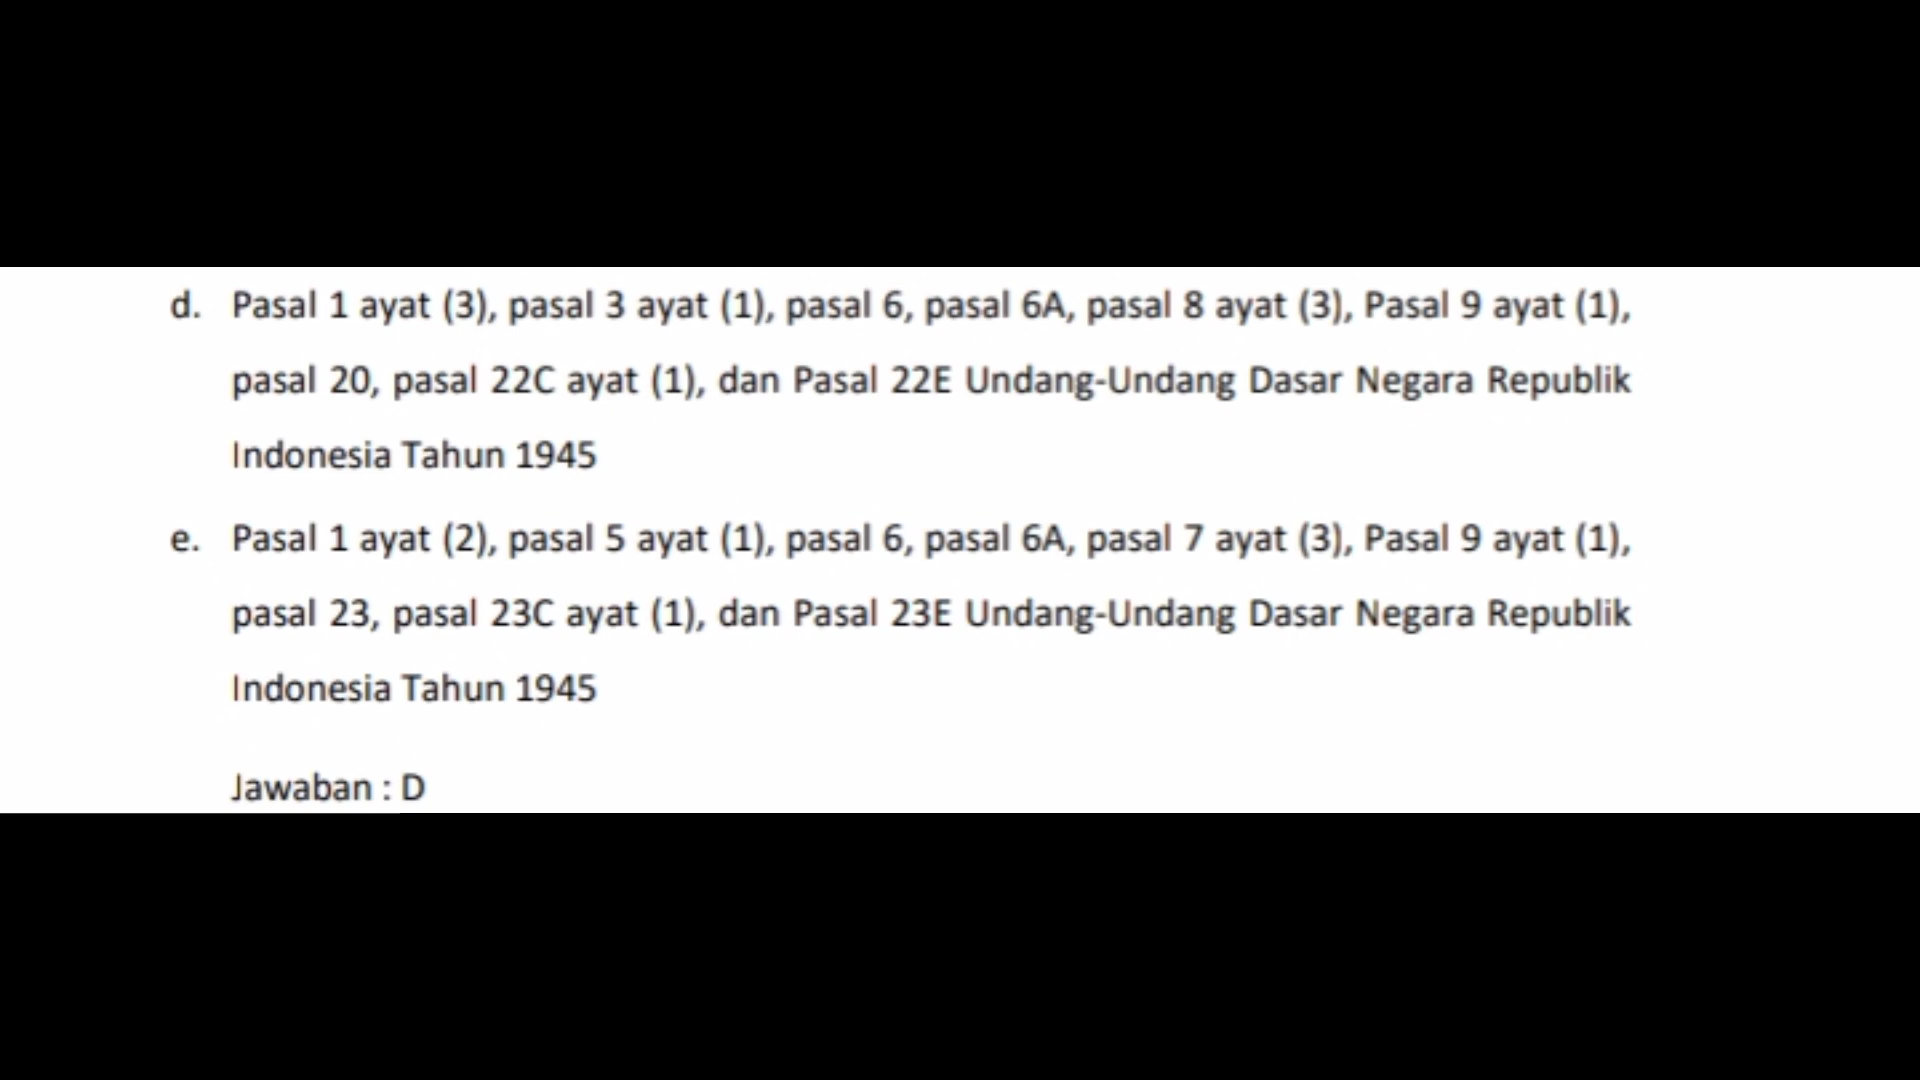 d. Pasal 1 ayat (3), pasal 3 ayat (1), pasal 6, pasal 6A, pasal 8 ayat (3), Pasal 9 ayat (1),
pasal 20, pasal 22C ayat (1), dan Pasal 22E Undang-Undang Dasar Negara Republik
Indonesia Tahun 1945
e. Pasal 1 ayat (2), pasal 5 ayat (1), pasal 6, pasal 6A, pasal 7 ayat (3), Pasal 9 ayat (1),
pasal 23, pasal 23C ayat (1), dan Pasal 23E Undang-Undang Dasar Negara Republik
Indonesia Tahun 1945
Jawaban : D